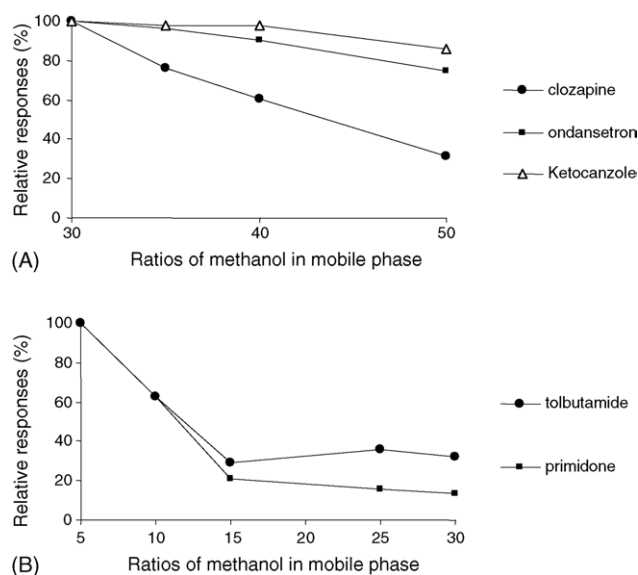 Relative responses (%)
100
80
60
40
20
0
30
40
50
Ratios of methanol in mobile phase
clozapine
ondansetron
Ketocanzole
(A)
Relative responses (%)
100
80
60
40
20
0
5
10
15
20
25
30
Ratios of methanol in mobile phase
tolbutamide
primidone
(B)